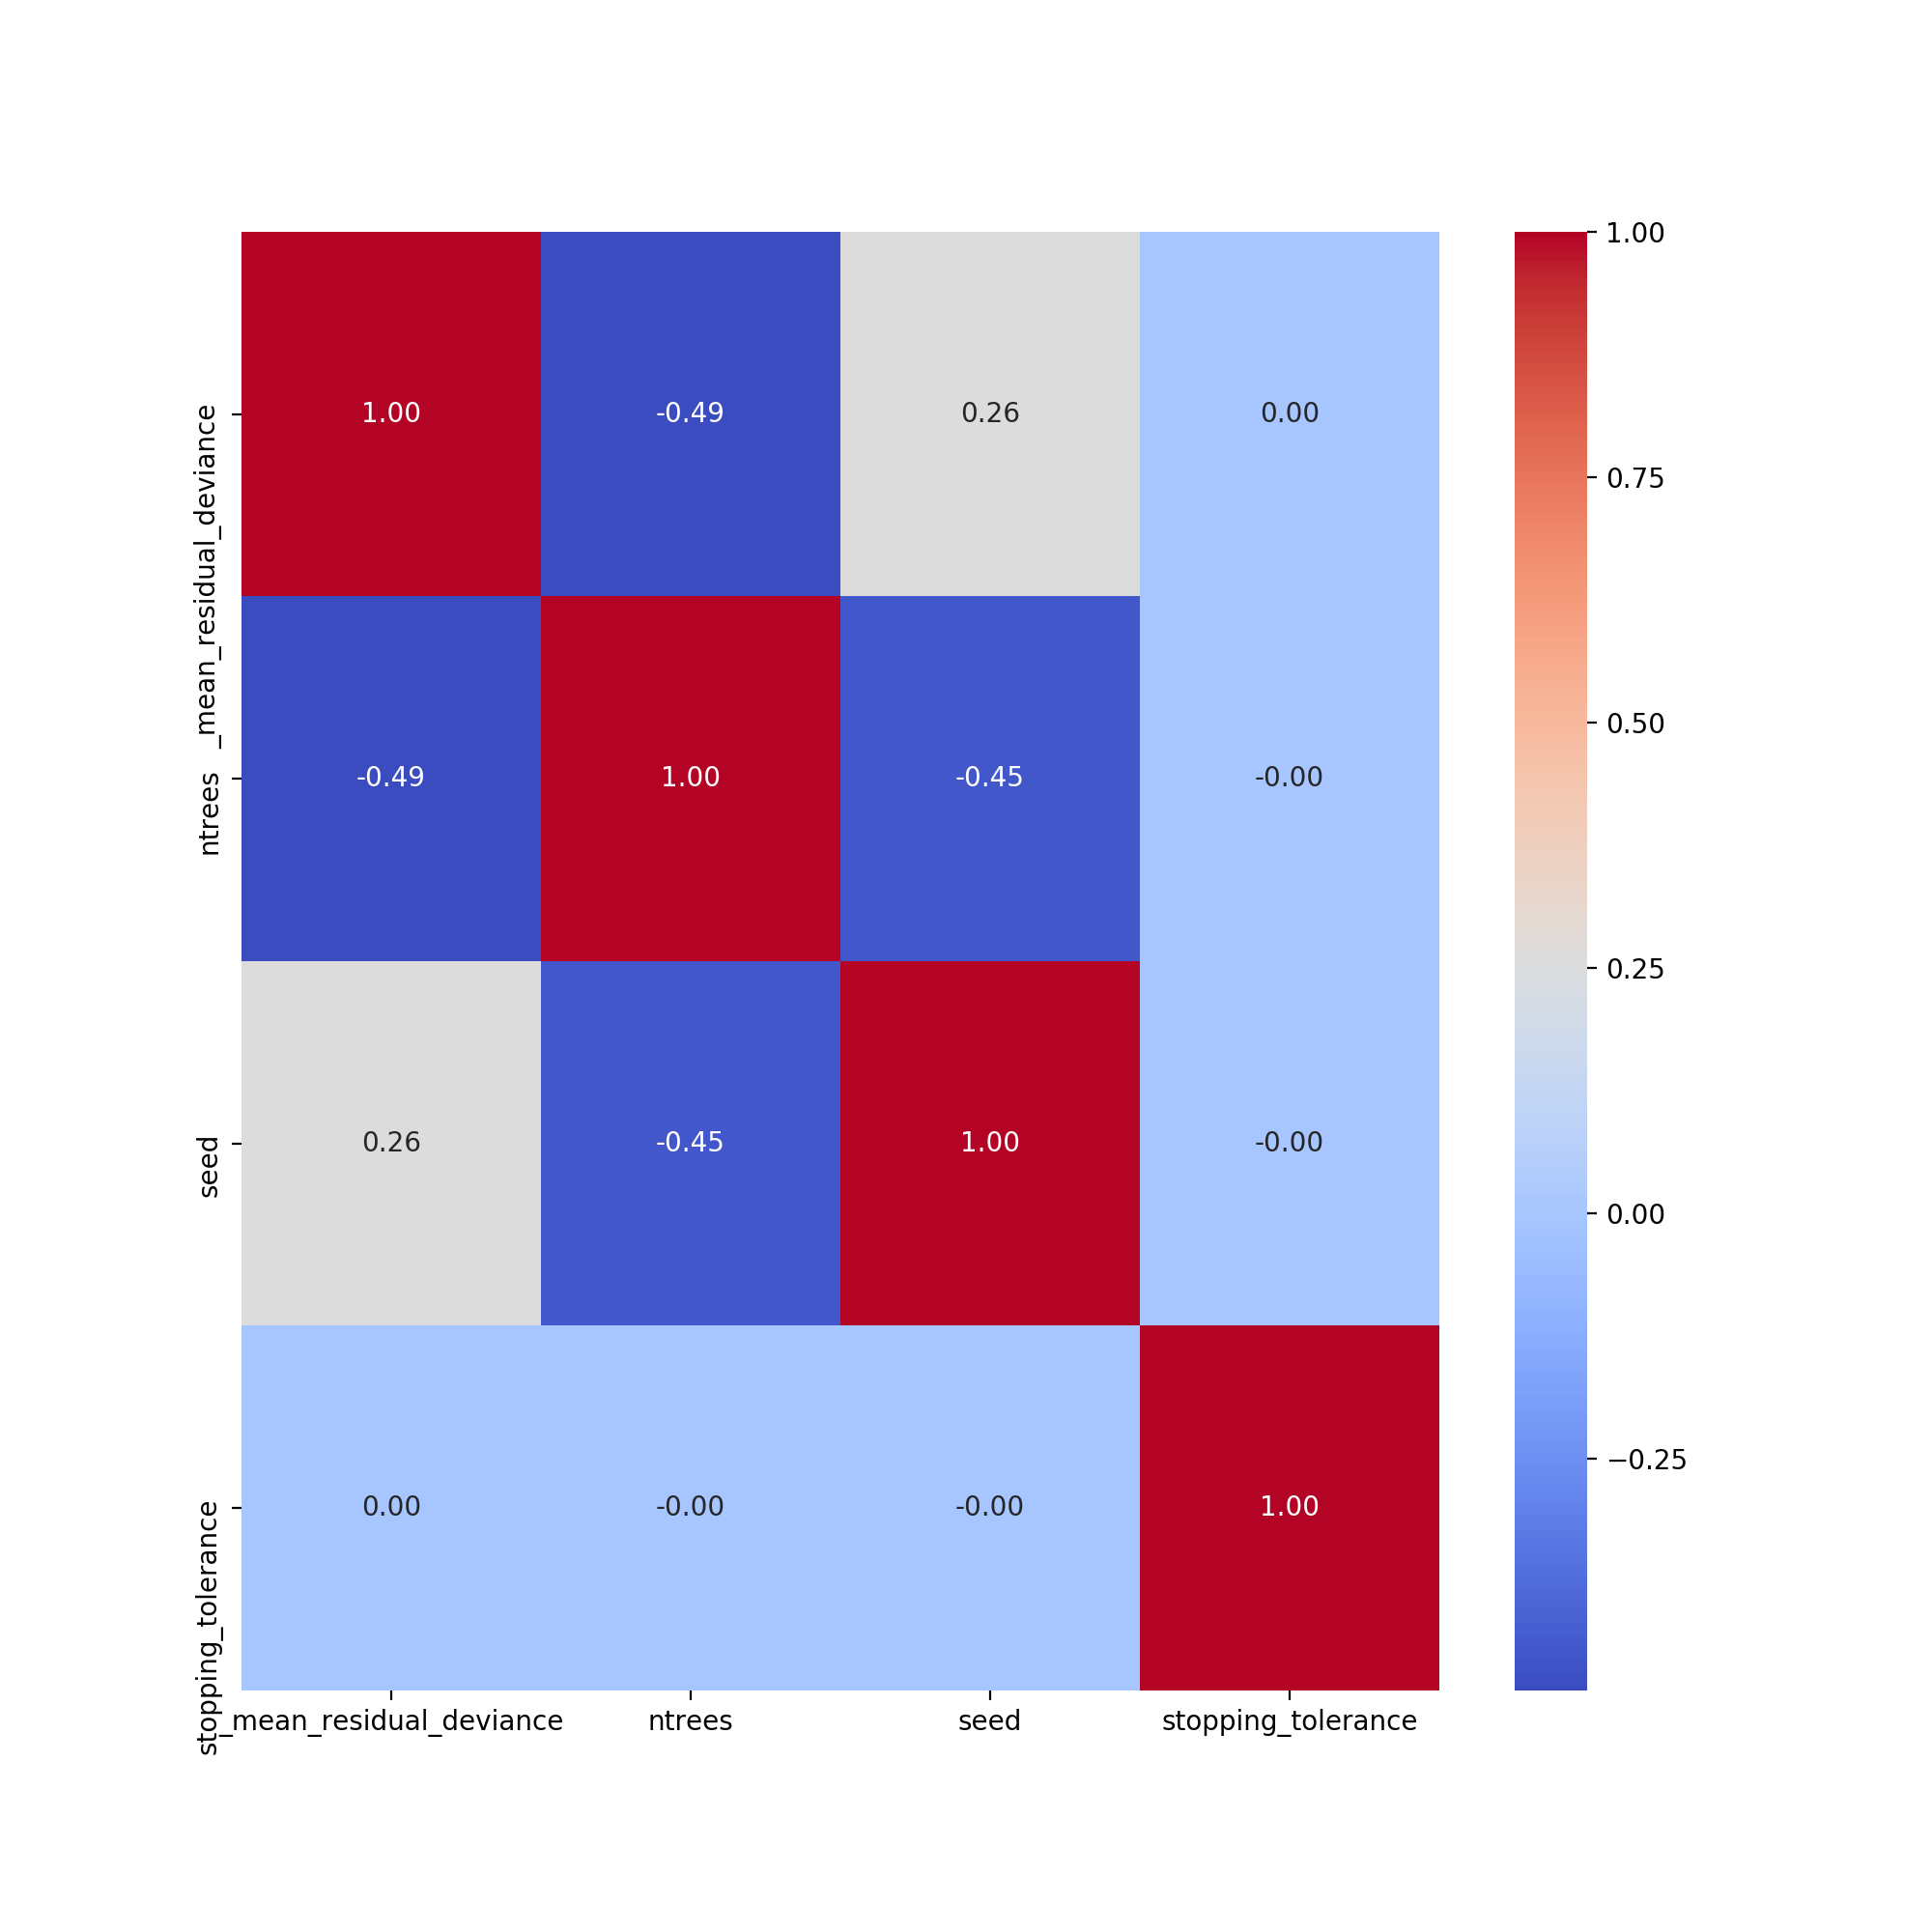 _mean_residual_deviance
1.00 -0.49 0.26 0.00
ntrees
-0.49 1.00 -0.45 -0.00
seed
0.26 -0.45 1.00 -0.00
stopping_tolerance
0.00 -0.00 -0.00 1.00
_mean_residual_deviance ntrees seed stopping_tolerance
1.00
0.75
0.50
0.25
0.00
−0.25